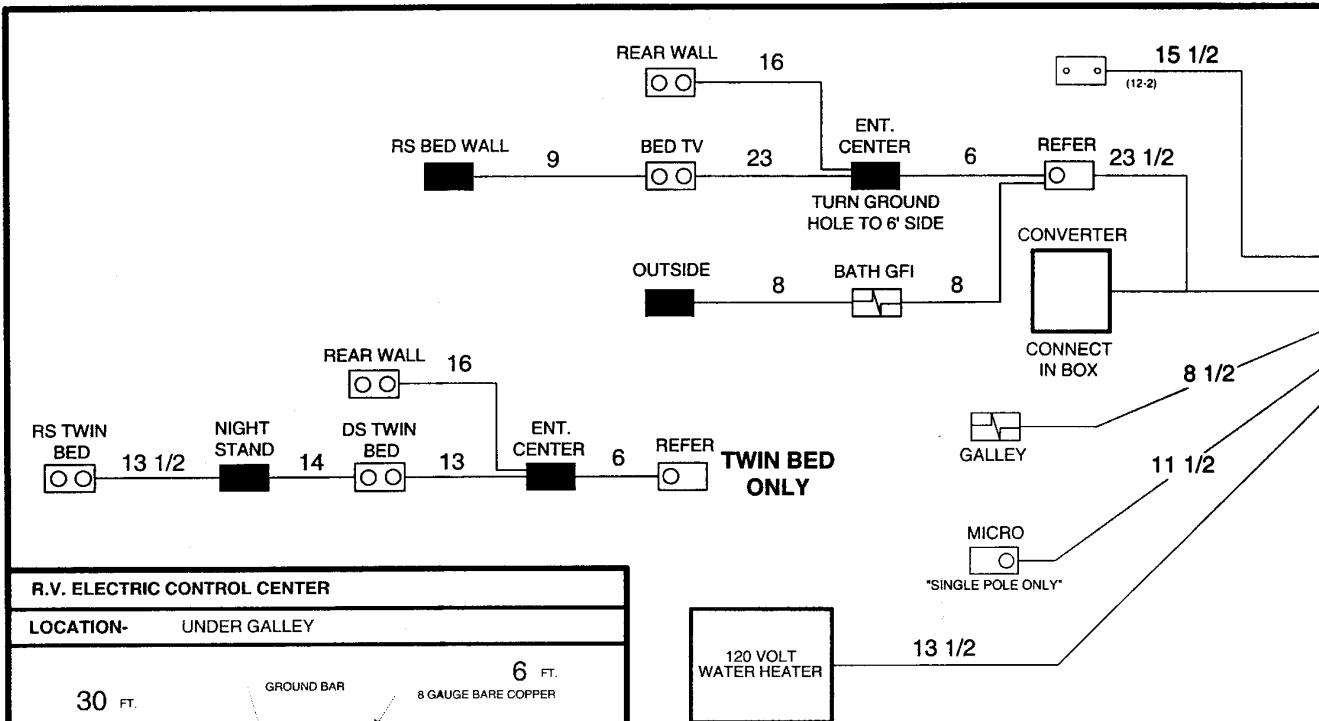 REAR WALL
16
15 1/2
(12-2)
RS BED WALL
9
BED TV
23
ENT.
CENTER
6
REFER
23 1/2
TURN GROUND
HOLE TO 6' SIDE
CONVERTER
OUTSIDE
8
BATH GFI
8
CONNECT
IN BOX
REAR WALL
16
8 1/2
GALLEY
RS TWIN
BED
13 1/2
NIGHT
STAND
14
DS TWIN
BED
13
ENT.
CENTER
6
REFER
TWIN BED
ONLY
11 1/2
MICRO
"SINGLE POLE ONLY"
R.V. ELECTRIC CONTROL CENTER
LOCATION- UNDER GALLEY
120 VOLT
WATER HEATER
13 1/2
30 FT.
GROUND BAR
6 FT.
8 GAUGE BARE COPPER